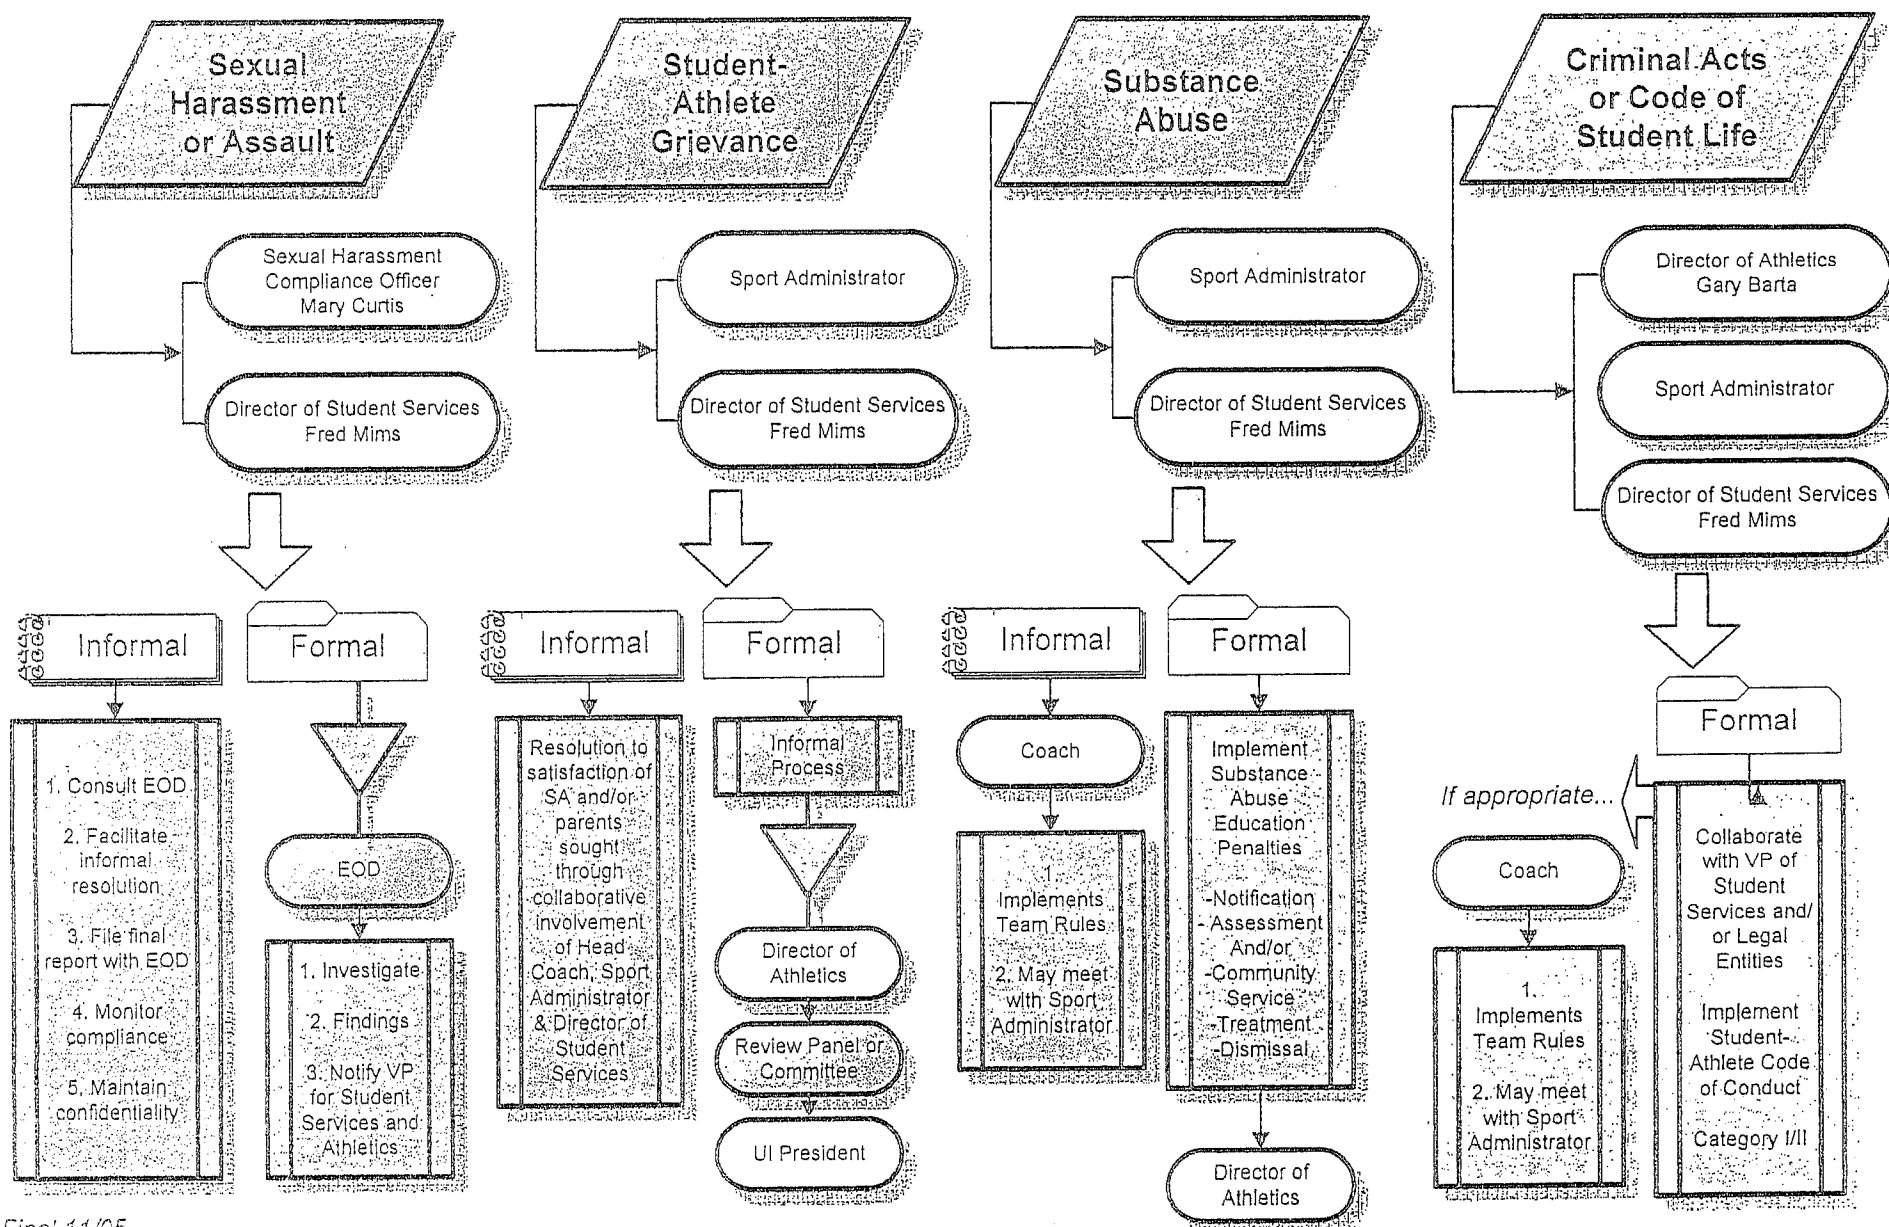 Sexual
Harassment
or Assault
Sexual Harassment
Compliance Officer
Mary Curtis
Director of Student Services
Fred Mims
Informal
1. Consult EOD
2. Facilitate
informal
resolution
3. File final
report with EOD
4. Monitor
compliance
5. Maintain
confidentiality
Formal
EOD
1. Investigate
2. Findings
3. Notify VP
for Student
Services and
Athletics
Student-
Athlete
Grievance
Sport Administrator
Director of Student Services
Fred Mims
Informal
Resolution to
satisfaction of
SA and/or
parents
sought
through
collaborative
involvement
of Head
Coach, Sport
Administrator
& Director of
Student
Services
Formal
Informal
Process
Director of
Athletics
Review Panel or
Committee
UI President
Substance
Abuse
Sport Administrator
Director of Student Services
Fred Mims
Informal
Coach
1.
Implements
Team Rules
2. May meet
with Sport
Administrator
Formal
Implement
Substance
Abuse
Education
Penalties
-Notification
- Assessment
And/or
-Community
Service
-Treatment
-Dismissal
Director of
Athletics
Criminal Acts
or Code of
Student Life
Director of Athletics
Gary Barta
Sport Administrator
Director of Student Services
Fred Mims
Formal
If appropriate...
Coach
1.
Implements
Team Rules
2. May meet
with Sport
Administrator
Collaborate
with VP of
Student
Services and/
or Legal
Entities
Implement
Student-
Athlete Code
of Conduct
Category I/II
Final 11/05